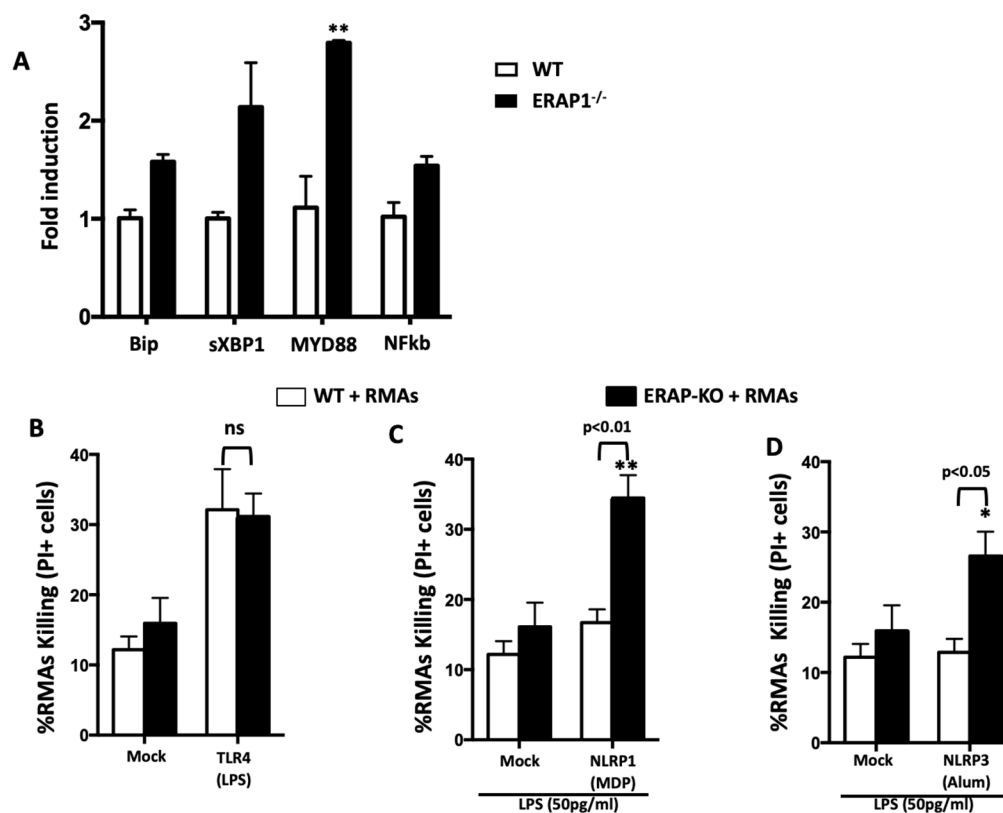 A
Fold induction
3
2
1
0
**
WT
ERAP1-/-
Bip
sXBP1
MYD88
NFkb
WT + RMAs
ERAP-KO + RMAs
B
%RMAs Killing (PI+ cells)
40
30
20
10
0
ns
Mock
TLR4
(LPS)
C
%RMAs Killing (PI+ cells)
40
30
20
10
0
p<0.01
**
Mock
NLRP1
(MDP)
LPS (50pg/ml)
D
%RMAs Killing (PI+ cells)
40
30
20
10
0
p<0.05
*
Mock
NLRP3
(Alum)
LPS (50pg/ml)